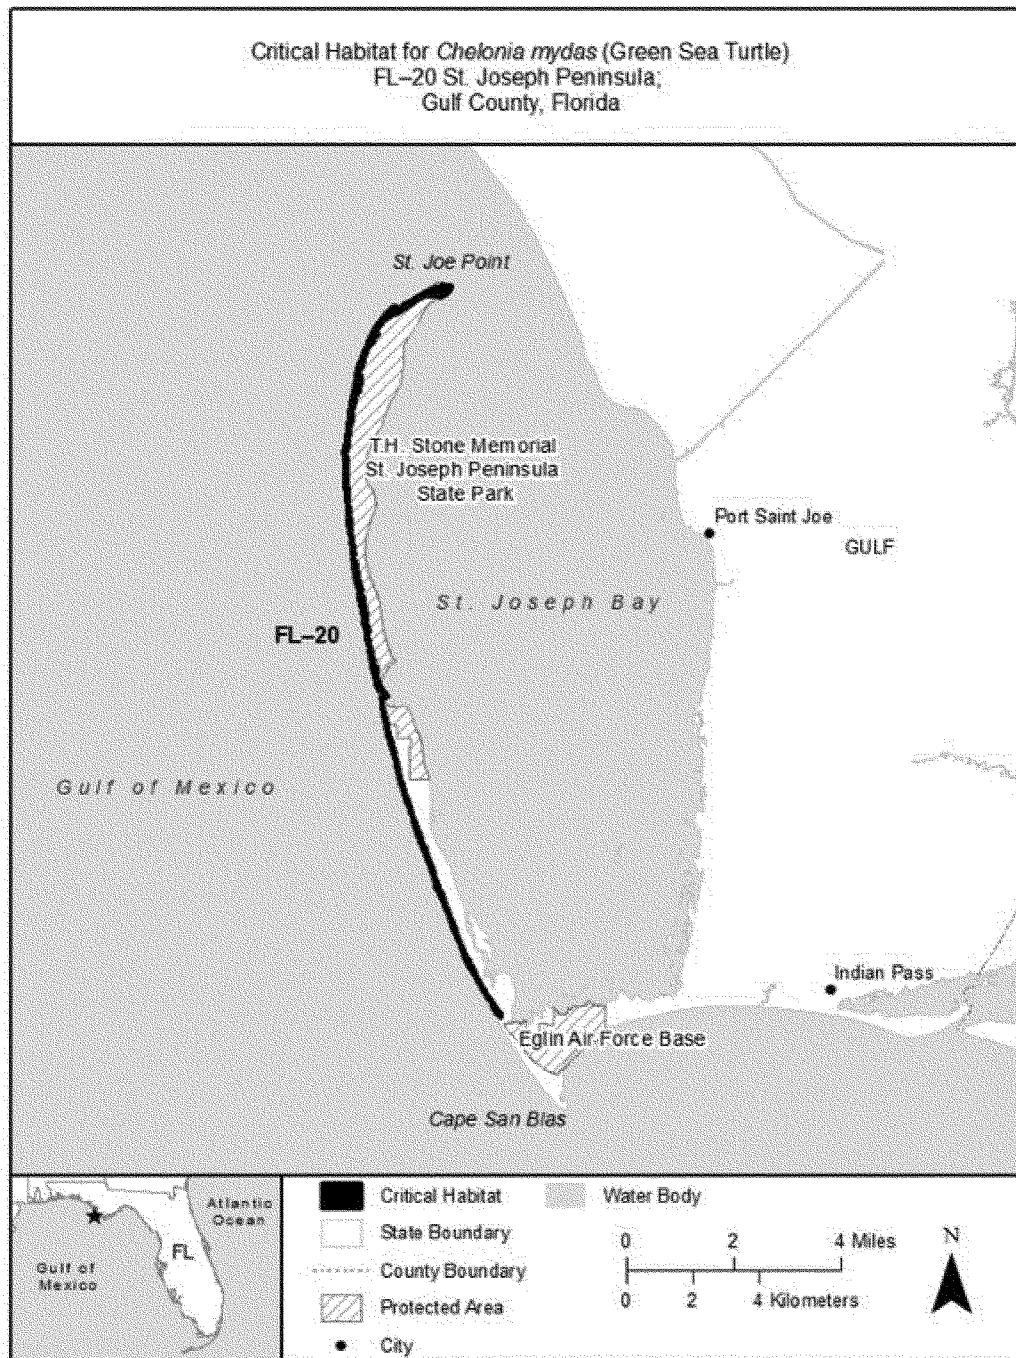 Critical Habitat for Chelonia mydas (Green Sea Turtle)
FL–20 St. Joseph Peninsula;
Gulf County, Florida
St. Joe Point
T.H. Stone Memorial
St. Joseph Peninsula
State Park
Port Saint Joe
GULF
St. Joseph Bay
FL–20
Gulf of Mexico
Indian Pass
Eglin Air Force Base
Cape San Blas
Atlantic
Ocean
FL
Gulf of
Mexico
Critical Habitat
Water Body
State Boundary
County Boundary
Protected Area
City
0 2 4 Miles
0 2 4 Kilometers
N